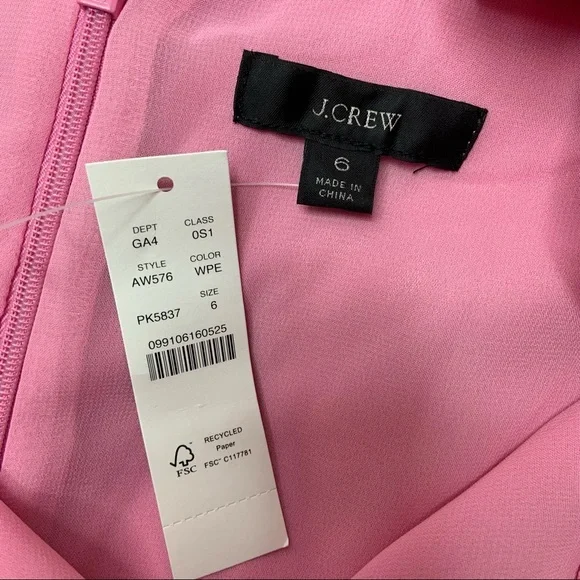 J.CREW
6
MADE IN
CHINA
DEPT CLASS
GA4 0S1
STYLE COLOR
AW576 WPE
SIZE
PK5837 6
099106160525
RECYCLED
Paper
FSC FSC™ C117781